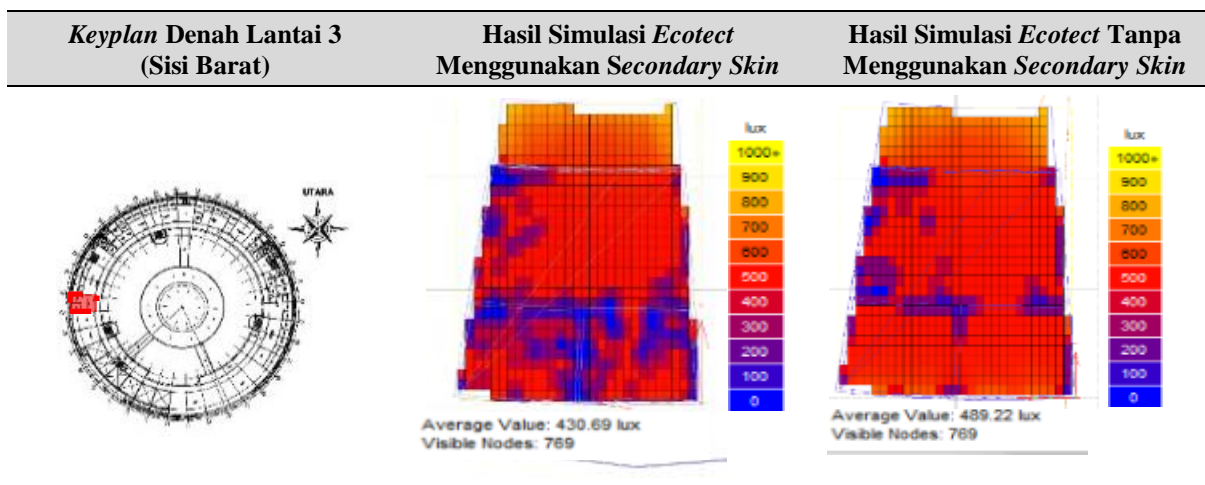 Keyplan Denah Lantai 3
(Sisi Barat)
Hasil Simulasi Ecotect
Menggunakan Secondary Skin
Hasil Simulasi Ecotect Tanpa
Menggunakan Secondary Skin
UTARA
lux
1000+
900
800
700
600
500
400
300
200
100
0
Average Value: 430.69 lux
Visible Nodes: 769
lux
1000+
900
800
700
600
500
400
300
200
100
0
Average Value: 489.22 lux
Visible Nodes: 769